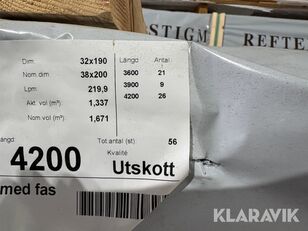 STIGM
REFTE
Dim 32x190
Nom dim 38x200
Lpm 219,9
Akt. vol (m³) 1,337
Nom.vol (m³) 1,671
Längd Antal
3600 21
3900 9
4200 26
Tot antal (st): 56
ängd
Kvalité
4200 Utskott
med fas
KLARAVIK